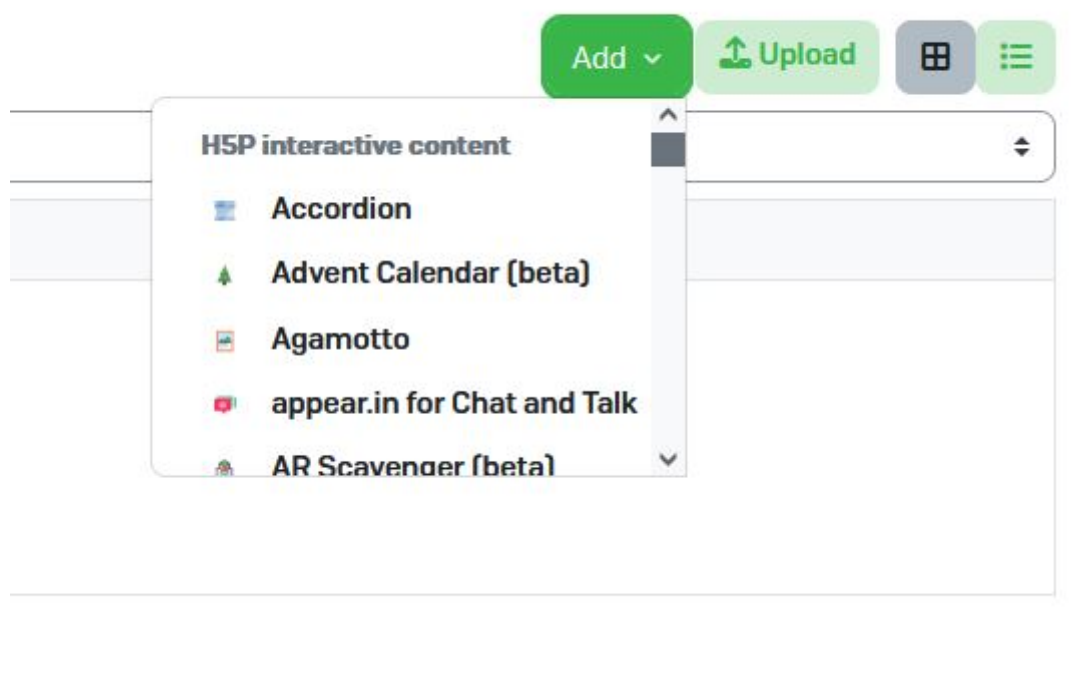 Add
Upload
H5P interactive content
Accordion
Advent Calendar (beta)
Agamotto
appear.in for Chat and Talk
AR Scavenger (beta)